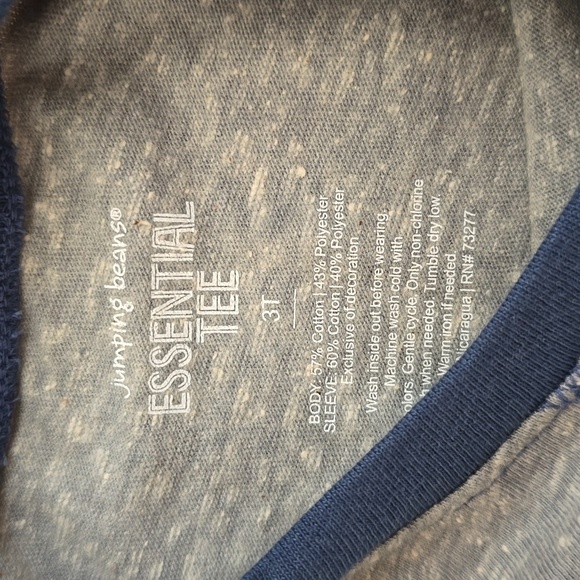 jumping beans®
ESSENTIAL
TEE
3T
BODY: 57% Cotton | 43% Polyester
SLEEVE: 60% Cotton | 40% Polyester
Exclusive of decoration
Wash inside out before wearing.
Machine wash cold with
olors. Gentle cycle. Only non-chlorine
when needed. Tumble dry low.
Warm iron if needed.
Nicaragua | RN# 73277